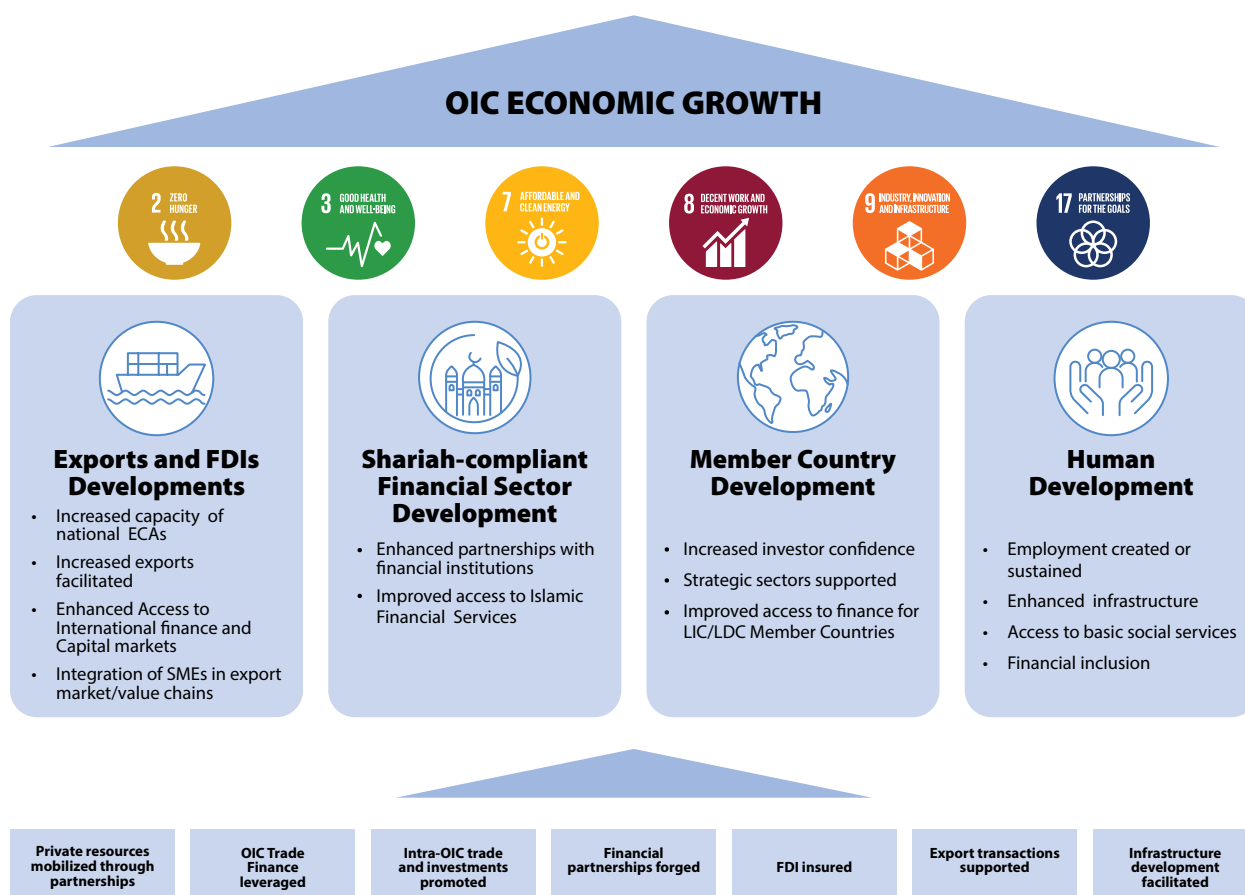 OIC ECONOMIC GROWTH
2 ZERO
HUNGER
3 GOOD HEALTH
AND WELL-BEING
7 AFFORDABLE AND
CLEAN ENERGY
8 DECENT WORK AND
ECONOMIC GROWTH
9 INDUSTRY, INNOVATION
AND INFRASTRUCTURE
17 PARTNERSHIPS
FOR THE GOALS
Exports and FDIs
Developments
• Increased capacity of
national ECAs
• Increased exports
facilitated
• Enhanced Access to
International finance and
Capital markets
• Integration of SMEs in export
market/value chains
Shariah-compliant
Financial Sector
Development
• Enhanced partnerships with
financial institutions
• Improved access to Islamic
Financial Services
Member Country
Development
• Increased investor confidence
• Strategic sectors supported
• Improved access to finance for
LIC/LDC Member Countries
Human
Development
• Employment created or
sustained
• Enhanced infrastructure
• Access to basic social services
• Financial inclusion
Private resources
mobilized through
partnerships
OIC Trade
Finance
leveraged
Intra-OIC trade
and investments
promoted
Financial
partnerships forged
FDI insured
Export transactions
supported
Infrastructure
development
facilitated